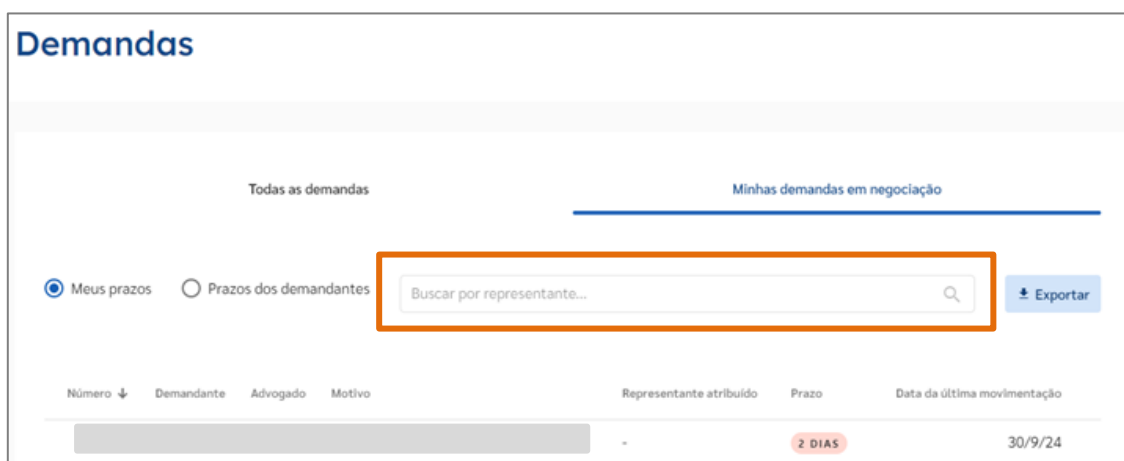 Demandas
Todas as demandas Minhas demandas em negociação
Meus prazos Prazos dos demandantes Buscar por representante... Exportar
Número Demandante Advogado Motivo Representante atribuído Prazo Data da última movimentação
- 2 DIAS 30/9/24